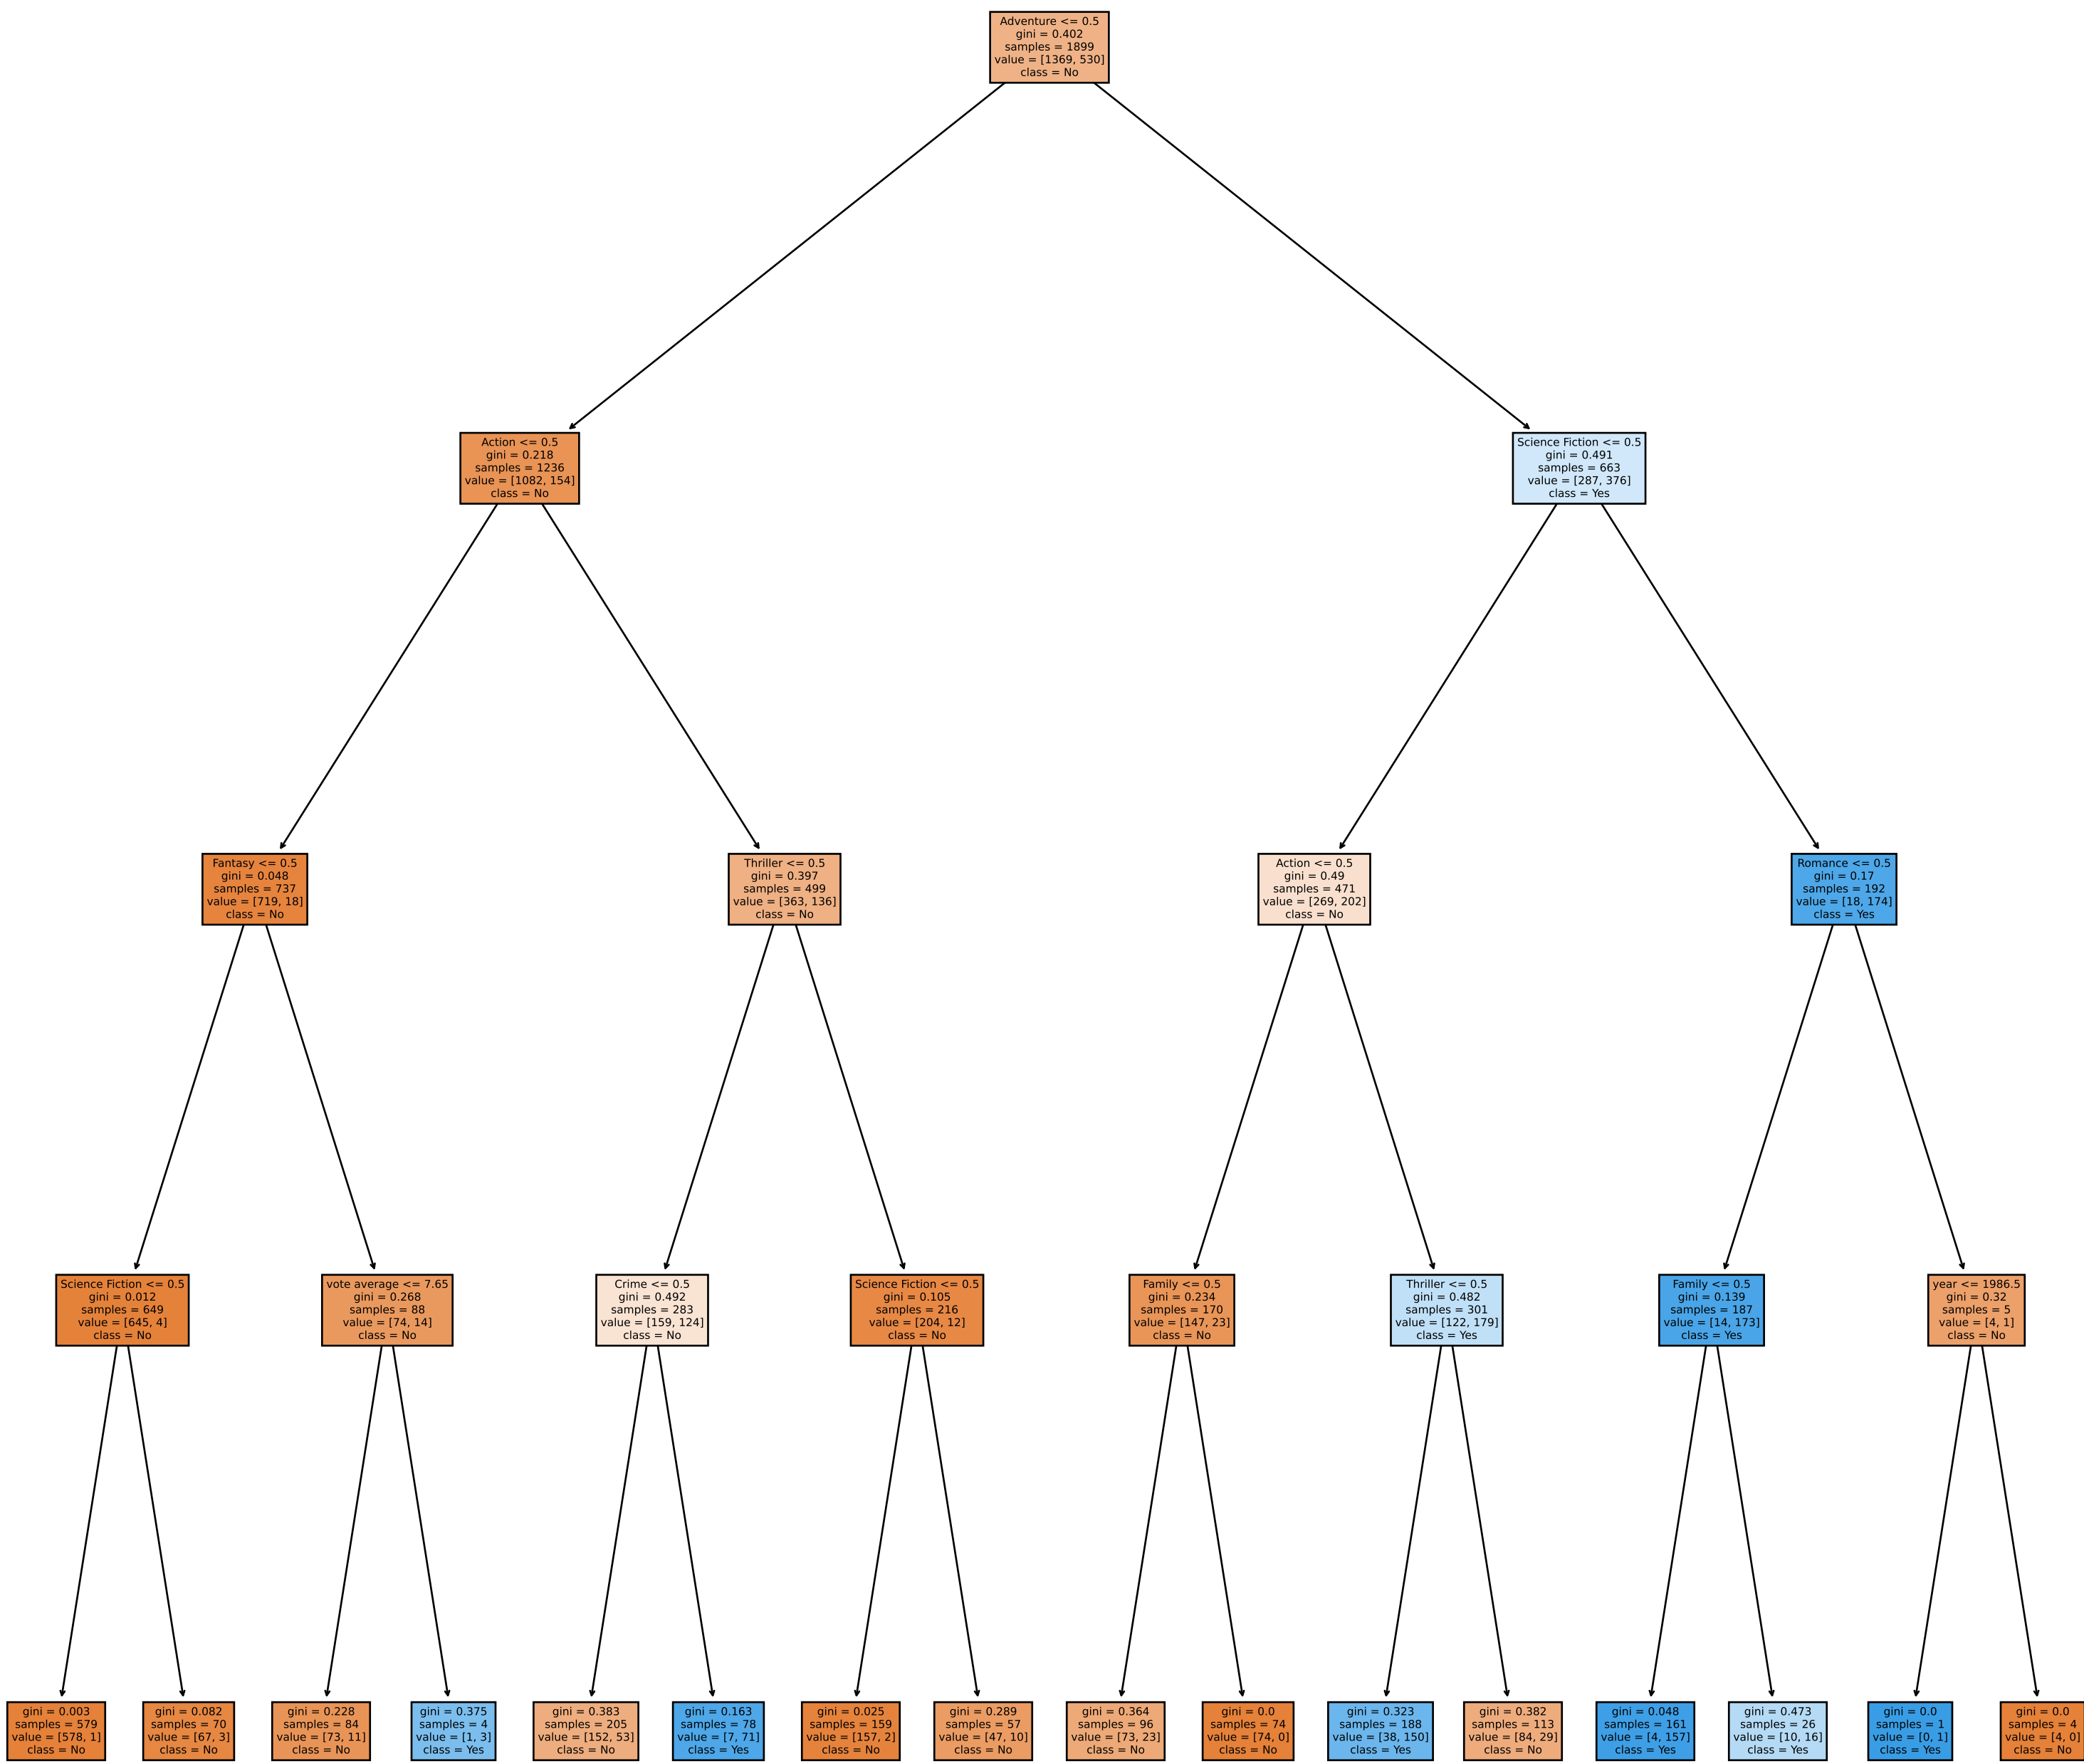 Adventure <= 0.5
gini = 0.402
samples = 1899
value = [1369, 530]
class = No
Action <= 0.5
gini = 0.218
samples = 1236
value = [1082, 154]
class = No
Science Fiction <= 0.5
gini = 0.491
samples = 663
value = [287, 376]
class = Yes
Fantasy <= 0.5
gini = 0.048
samples = 737
value = [719, 18]
class = No
Thriller <= 0.5
gini = 0.397
samples = 499
value = [363, 136]
class = No
Action <= 0.5
gini = 0.49
samples = 471
value = [269, 202]
class = No
Romance <= 0.5
gini = 0.17
samples = 192
value = [18, 174]
class = Yes
Science Fiction <= 0.5
gini = 0.012
samples = 649
value = [645, 4]
class = No
vote average <= 7.65
gini = 0.268
samples = 88
value = [74, 14]
class = No
Crime <= 0.5
gini = 0.492
samples = 283
value = [159, 124]
class = No
Science Fiction <= 0.5
gini = 0.105
samples = 216
value = [204, 12]
class = No
Family <= 0.5
gini = 0.234
samples = 170
value = [147, 23]
class = No
Thriller <= 0.5
gini = 0.482
samples = 301
value = [122, 179]
class = Yes
Family <= 0.5
gini = 0.139
samples = 187
value = [14, 173]
class = Yes
year <= 1986.5
gini = 0.32
samples = 5
value = [4, 1]
class = No
gini = 0.003
samples = 579
value = [578, 1]
class = No
gini = 0.082
samples = 70
value = [67, 3]
class = No
gini = 0.228
samples = 84
value = [73, 11]
class = No
gini = 0.375
samples = 4
value = [1, 3]
class = Yes
gini = 0.383
samples = 205
value = [152, 53]
class = No
gini = 0.163
samples = 78
value = [7, 71]
class = Yes
gini = 0.025
samples = 159
value = [157, 2]
class = No
gini = 0.289
samples = 57
value = [47, 10]
class = No
gini = 0.364
samples = 96
value = [73, 23]
class = No
gini = 0.0
samples = 74
value = [74, 0]
class = No
gini = 0.323
samples = 188
value = [38, 150]
class = Yes
gini = 0.382
samples = 113
value = [84, 29]
class = No
gini = 0.048
samples = 161
value = [4, 157]
class = Yes
gini = 0.473
samples = 26
value = [10, 16]
class = Yes
gini = 0.0
samples = 1
value = [0, 1]
class = Yes
gini = 0.0
samples = 4
value = [4, 0]
class = No